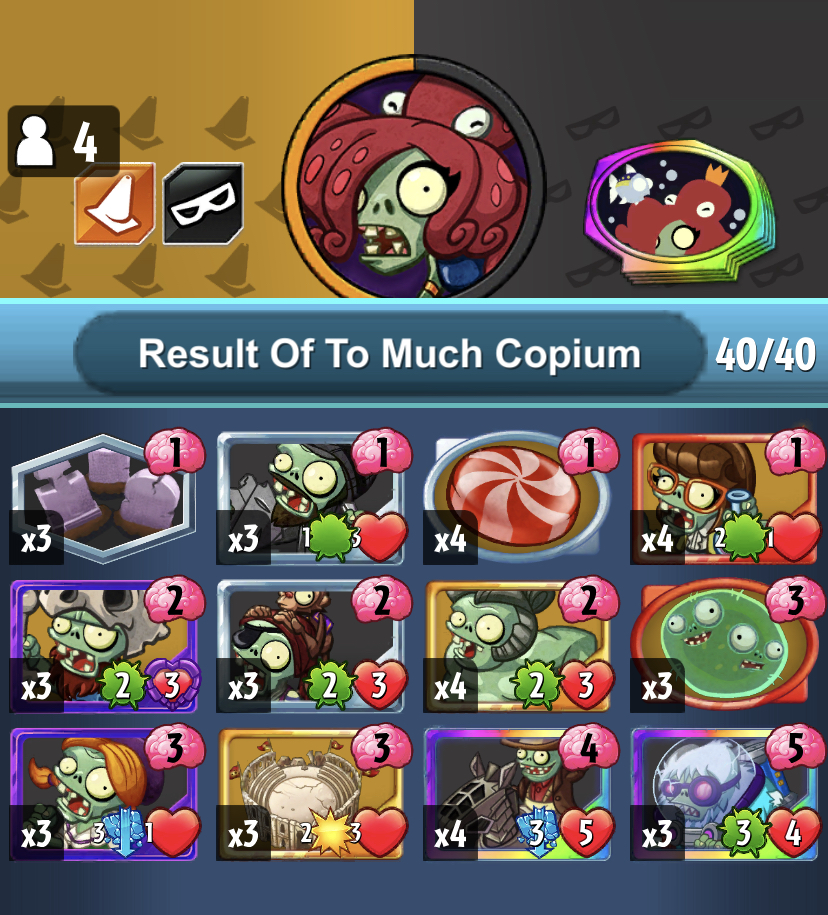 4
Result Of To Much Copium 40/40
1 1 1 1
x3 x3 1 3 x4 x4 2 1
2 2 2 3
x3 2 3 x3 2 3 x4 2 3 x3
3 3 4 5
x3 3 1 x3 2 3 x4 3 5 x3 3 4